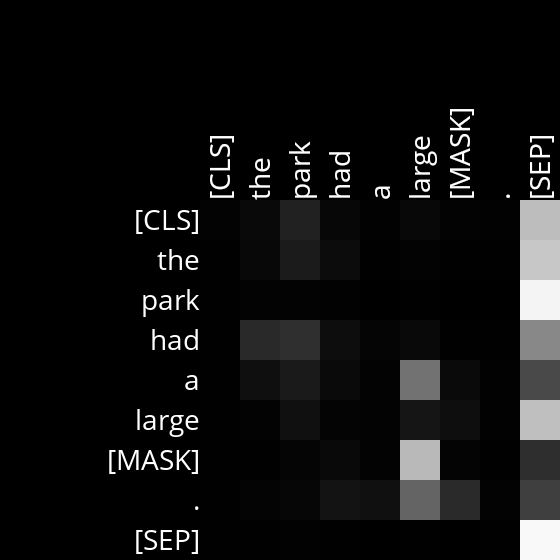 [CLS]
the
park
had
a
large
[MASK]
.
[SEP]
[CLS]
the
park
had
a
large
[MASK]
.
[SEP]